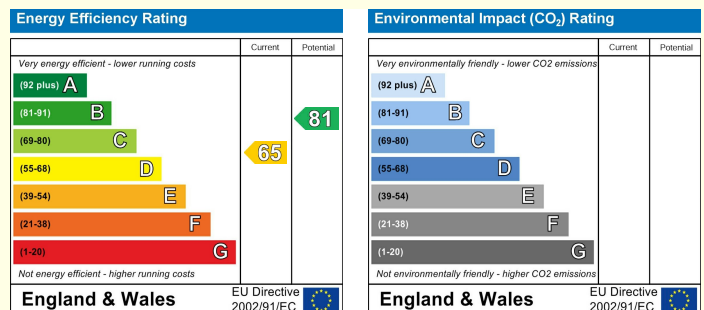 Energy Efficiency Rating
Current Potential
Very energy efficient - lower running costs
(92 plus) A
(81-91) B
(69-80) C
(55-68) D
(39-54) E
(21-38) F
(1-20) G
65
81
Not energy efficient - higher running costs
England & Wales
EU Directive
2002/91/EC
Environmental Impact (CO₂) Rating
Current Potential
Very environmentally friendly - lower CO2 emissions
(92 plus) A
(81-91) B
(69-80) C
(55-68) D
(39-54) E
(21-38) F
(1-20) G
Not environmentally friendly - higher CO2 emissions
England & Wales
EU Directive
2002/91/EC